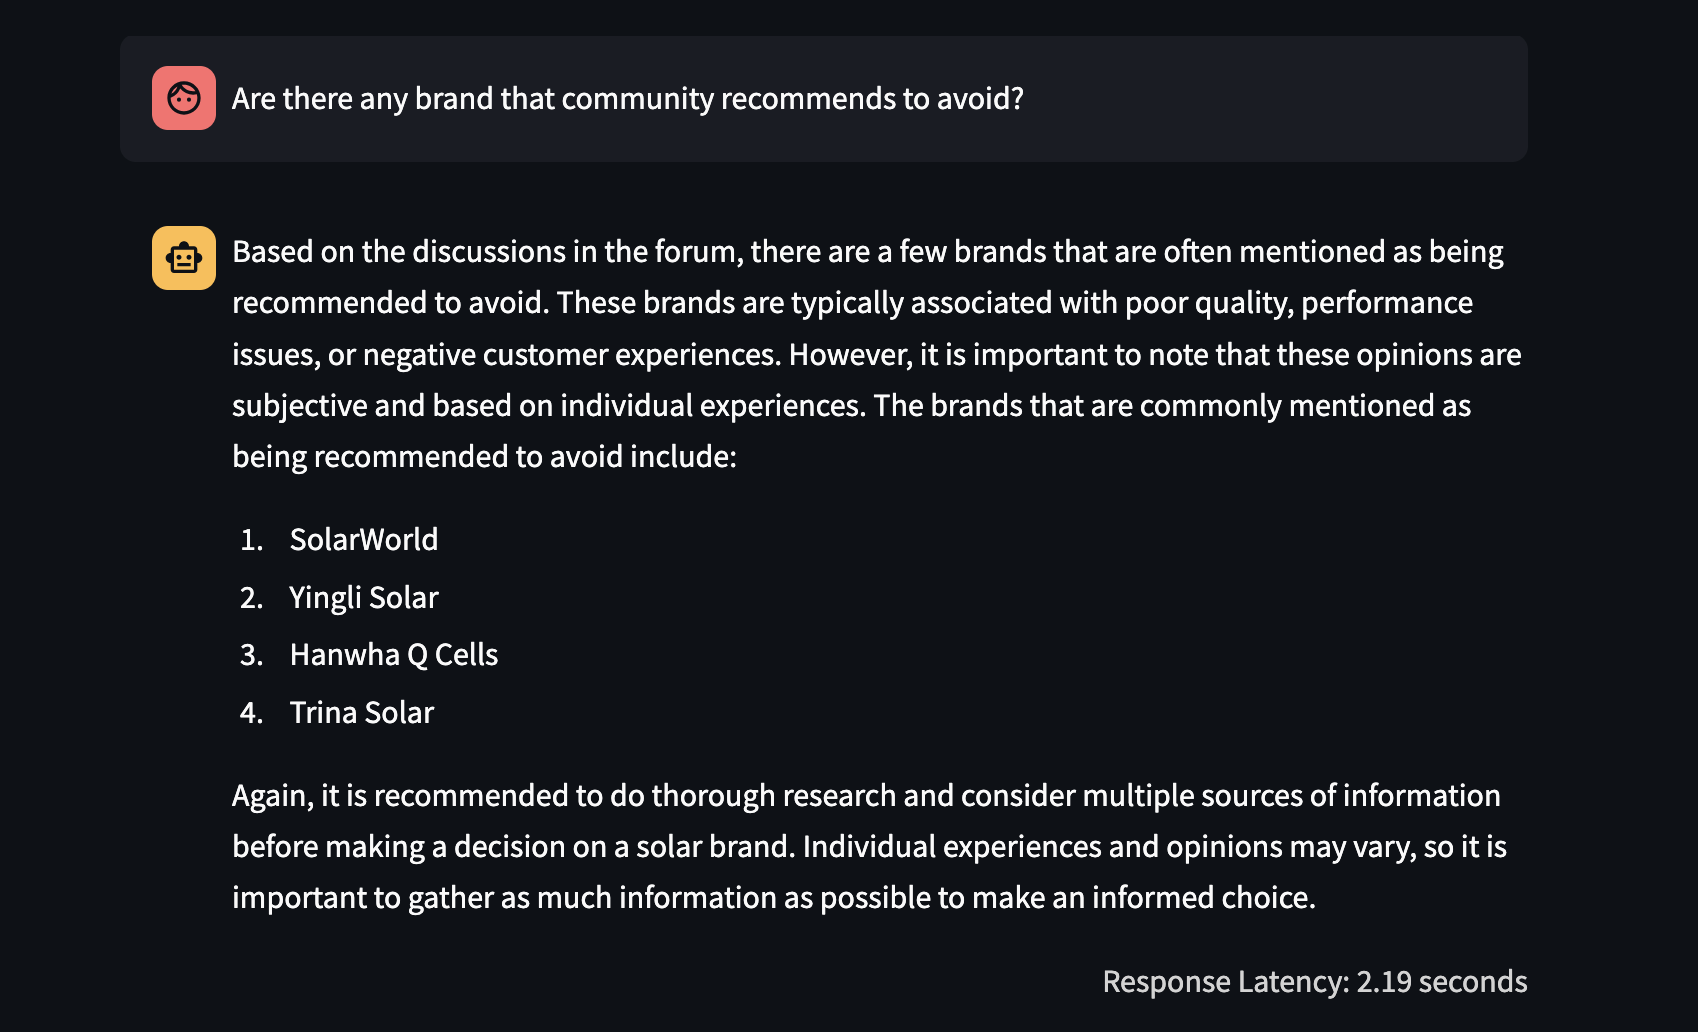 Are there any brand that community recommends to avoid?
Based on the discussions in the forum, there are a few brands that are often mentioned as being
recommended to avoid. These brands are typically associated with poor quality, performance
issues, or negative customer experiences. However, it is important to note that these opinions are
subjective and based on individual experiences. The brands that are commonly mentioned as
being recommended to avoid include:
1. SolarWorld
2. Yingli Solar
3. Hanwha Q Cells
4. Trina Solar
Again, it is recommended to do thorough research and consider multiple sources of information
before making a decision on a solar brand. Individual experiences and opinions may vary, so it is
important to gather as much information as possible to make an informed choice.
Response Latency: 2.19 seconds